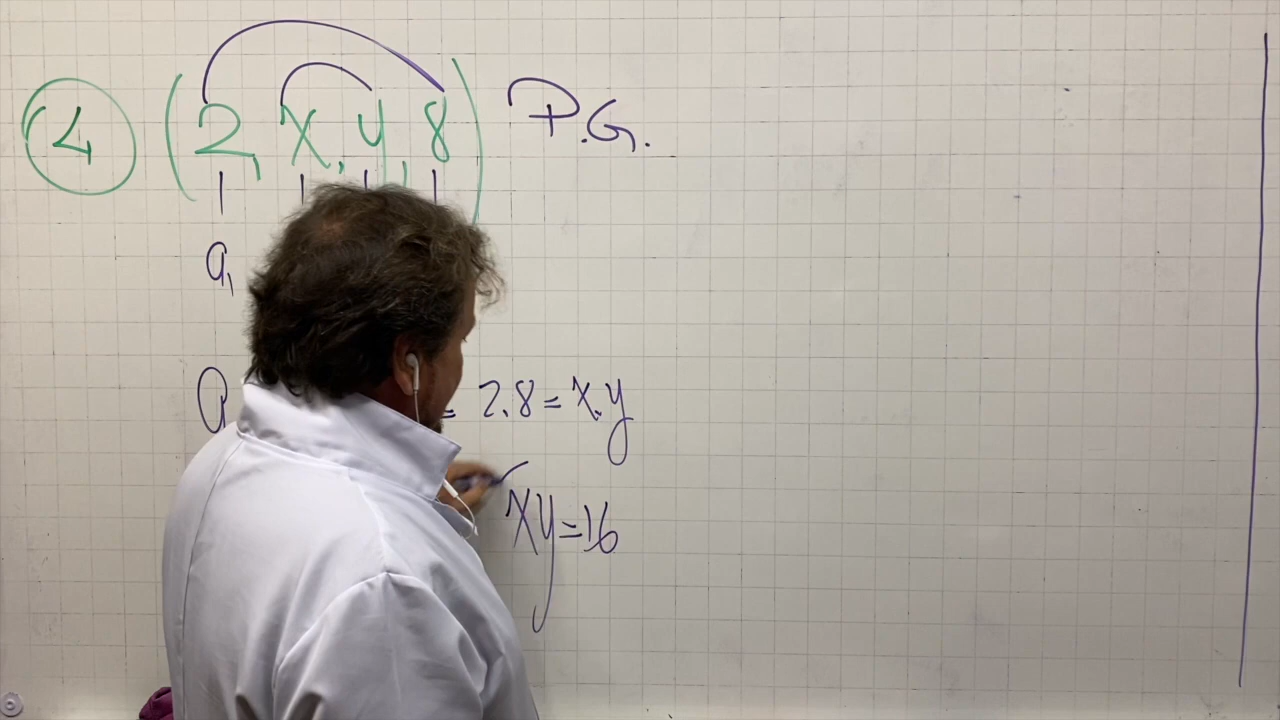 4 (2, x, y, 8) P.G.
a₁
a = 2.8 = x.y
xy = 16